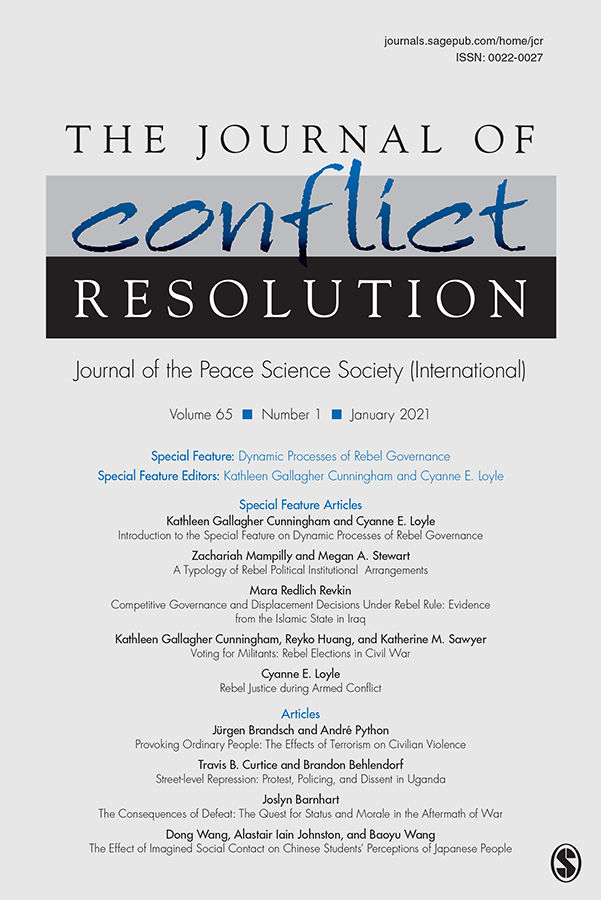 journals.sagepub.com/home/jcr
ISSN: 0022-0027
THE JOURNAL OF
conflict
RESOLUTION
Journal of the Peace Science Society (International)
Volume 65 ■ Number 1 ■ January 2021
Special Feature: Dynamic Processes of Rebel Governance
Special Feature Editors: Kathleen Gallagher Cunningham and Cyanne E. Loyle
Special Feature Articles
Kathleen Gallagher Cunningham and Cyanne E. Loyle
Introduction to the Special Feature on Dynamic Processes of Rebel Governance
Zachariah Mampilly and Megan A. Stewart
A Typology of Rebel Political Institutional Arrangements
Mara Redlich Revkin
Competitive Governance and Displacement Decisions Under Rebel Rule: Evidence
from the Islamic State in Iraq
Kathleen Gallagher Cunningham, Reyko Huang, and Katherine M. Sawyer
Voting for Militants: Rebel Elections in Civil War
Cyanne E. Loyle
Rebel Justice during Armed Conflict
Articles
Jürgen Brandsch and André Python
Provoking Ordinary People: The Effects of Terrorism on Civilian Violence
Travis B. Curtice and Brandon Behlendorf
Street-level Repression: Protest, Policing, and Dissent in Uganda
Joslyn Barnhart
The Consequences of Defeat: The Quest for Status and Morale in the Aftermath of War
Dong Wang, Alastair Iain Johnston, and Baoyu Wang
The Effect of Imagined Social Contact on Chinese Students' Perceptions of Japanese People
S